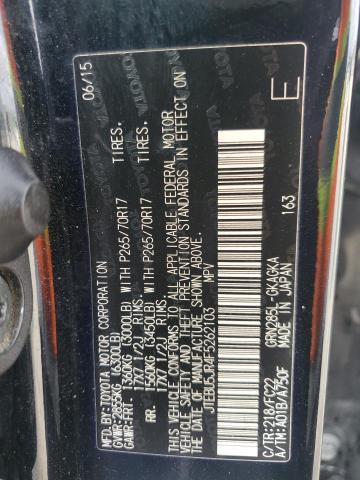 MFD. BY: TOYOTA MOTOR CORPORATION 06/15
GVWR: 2855KG (6300LB)
GAWR: FRT. 1360KG (3000LB) WITH P265/70R17 TIRES.
17X7 1/2J RIMS.
RR. 1560KG (3450LB) WITH P265/70R17 TIRES.
17X7 1/2J RIMS.
THIS VEHICLE CONFORMS TO ALL APPLICABLE FEDERAL MOTOR
VEHICLE SAFETY, BUMPER, AND THEFT PREVENTION STANDARDS IN EFFECT ON
THE DATE OF MANUFACTURE SHOWN ABOVE.
JTEBU5JR4F5262103 MPV
E
163
C/TR: 218/FC22 GRN285L-GKAGKA
A/TM: A01B/A750F MADE IN JAPAN